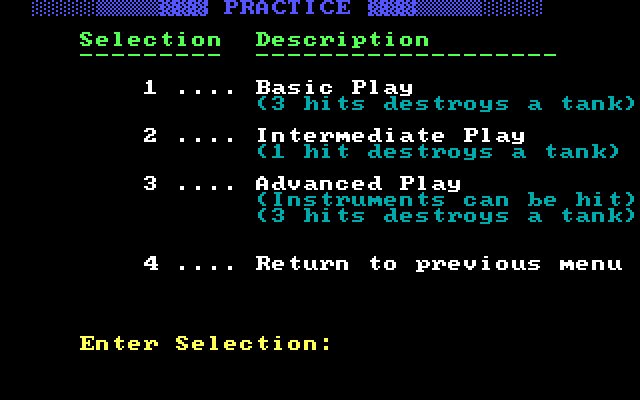 PRACTICE
Selection Description
1 .... Basic Play
(3 hits destroys a tank)
2 .... Intermediate Play
(1 hit destroys a tank)
3 .... Advanced Play
(Instruments can be hit)
(3 hits destroys a tank)
4 .... Return to previous menu
Enter Selection: